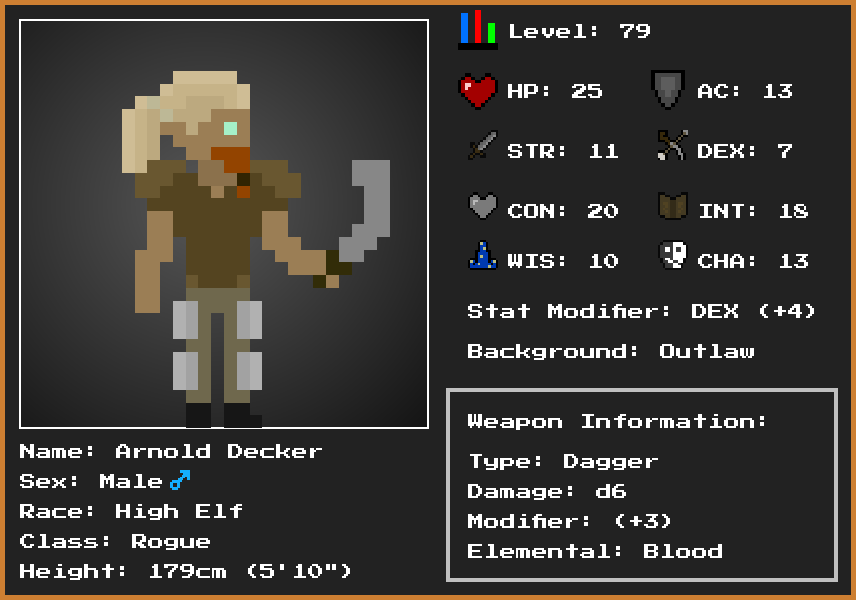 Level: 79
HP: 25
AC: 13
STR: 11
DEX: 7
CON: 20
INT: 18
WIS: 10
CHA: 13
Stat Modifier: DEX (+4)
Background: Outlaw
Weapon Information:
Type: Dagger
Damage: d6
Modifier: (+3)
Elemental: Blood
Name: Arnold Decker
Sex: Male ♂
Race: High Elf
Class: Rogue
Height: 179cm (5'10")